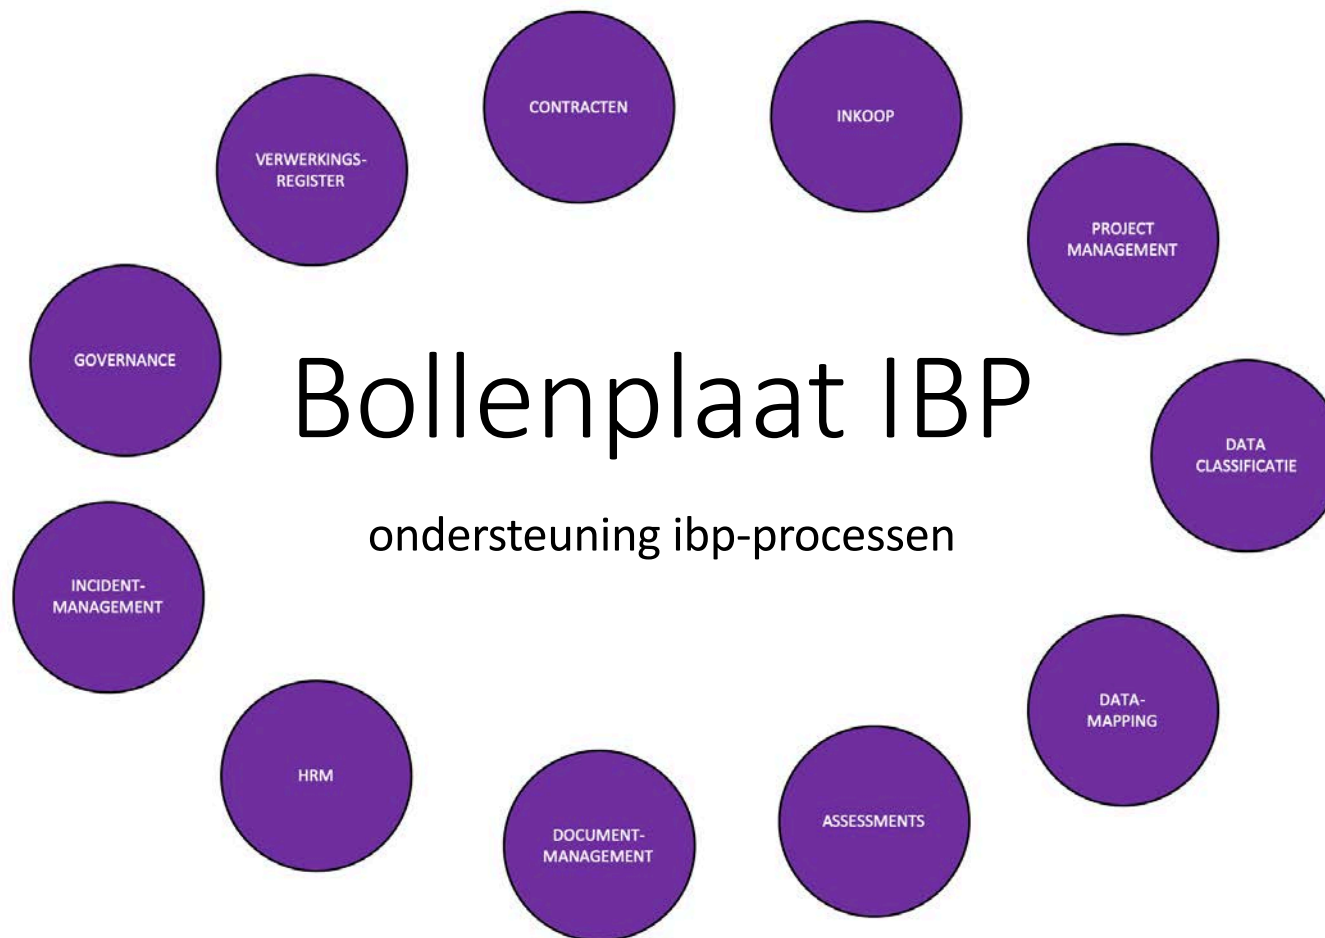 CONTRACTEN
INKOOP
VERWERKINGS-
REGISTER
PROJECT
MANAGEMENT
GOVERNANCE
Bollenplaat IBP
DATA
CLASSIFICATIE
ondersteuning ibp-processen
INCIDENT-
MANAGEMENT
DATA-
MAPPING
HRM
ASSESSMENTS
DOCUMENT-
MANAGEMENT